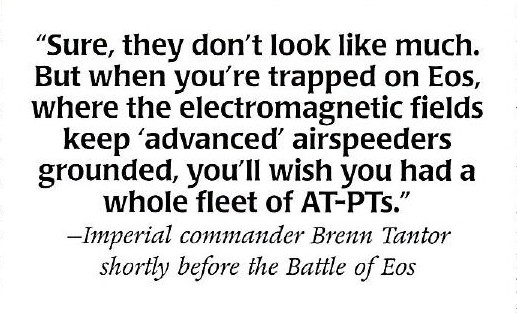 “Sure, they don’t look like much.
But when you’re trapped on Eos,
where the electromagnetic fields
keep ‘advanced’ airspeeders
grounded, you’ll wish you had a
whole fleet of AT-PTs.”
–Imperial commander Brenn Tantor
shortly before the Battle of Eos